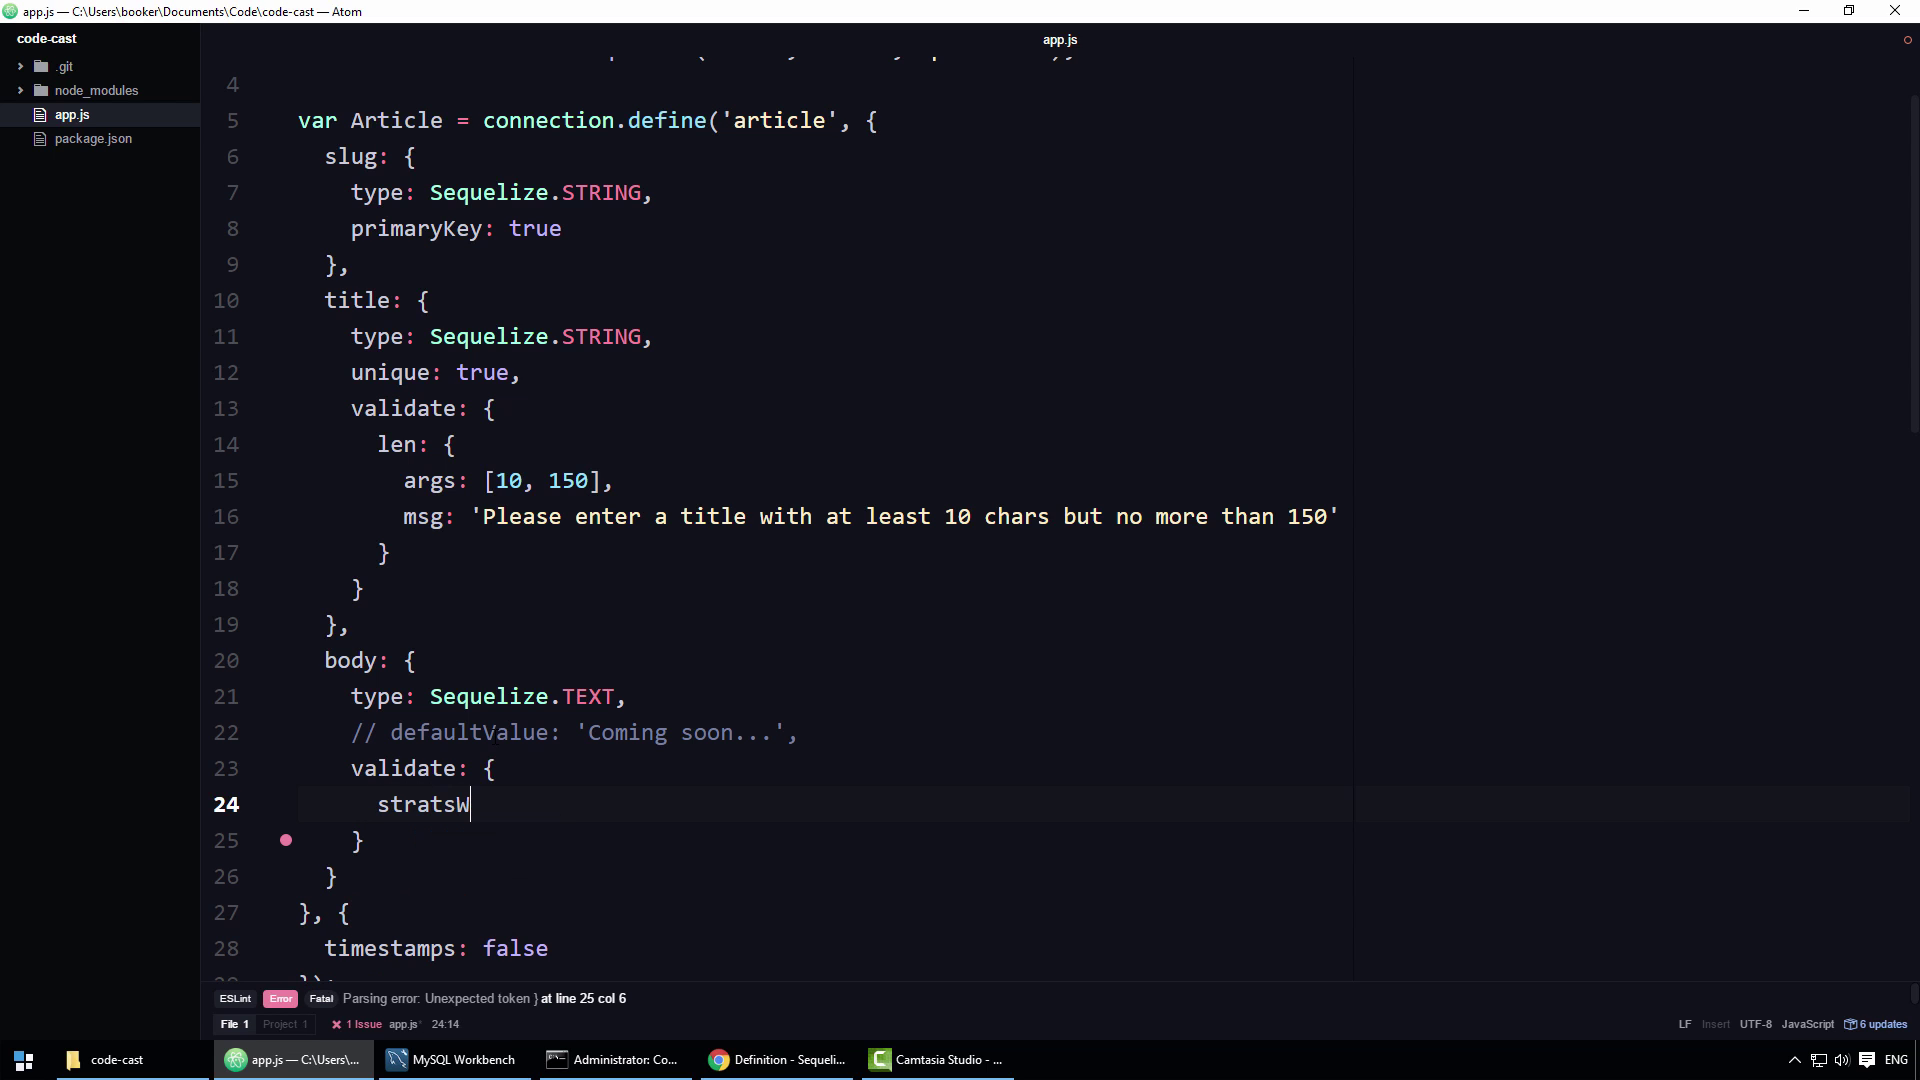 app.js — C:\Users\booker\Documents\Code\code-cast — Atom
code-cast
.git
node_modules
app.js
package.json
app.js
4
5 var Article = connection.define('article', {
6 slug: {
7 type: Sequelize.STRING,
8 primaryKey: true
9 },
10 title: {
11 type: Sequelize.STRING,
12 unique: true,
13 validate: {
14 len: {
15 args: [10, 150],
16 msg: 'Please enter a title with at least 10 chars but no more than 150'
17 }
18 }
19 },
20 body: {
21 type: Sequelize.TEXT,
22 // defaultValue: 'Coming soon...',
23 validate: {
24 stratsW
25 }
26 }
27 }, {
28 timestamps: false
ESLint Error Fatal Parsing error: Unexpected token } at line 25 col 6
File 1 Project 1 1 Issue app.js* 24:14 LF Insert UTF-8 JavaScript 6 updates
code-cast app.js — C:\Users\... MySQL Workbench Administrator: Co... Definition - Sequeli... Camtasia Studio - ... ENG